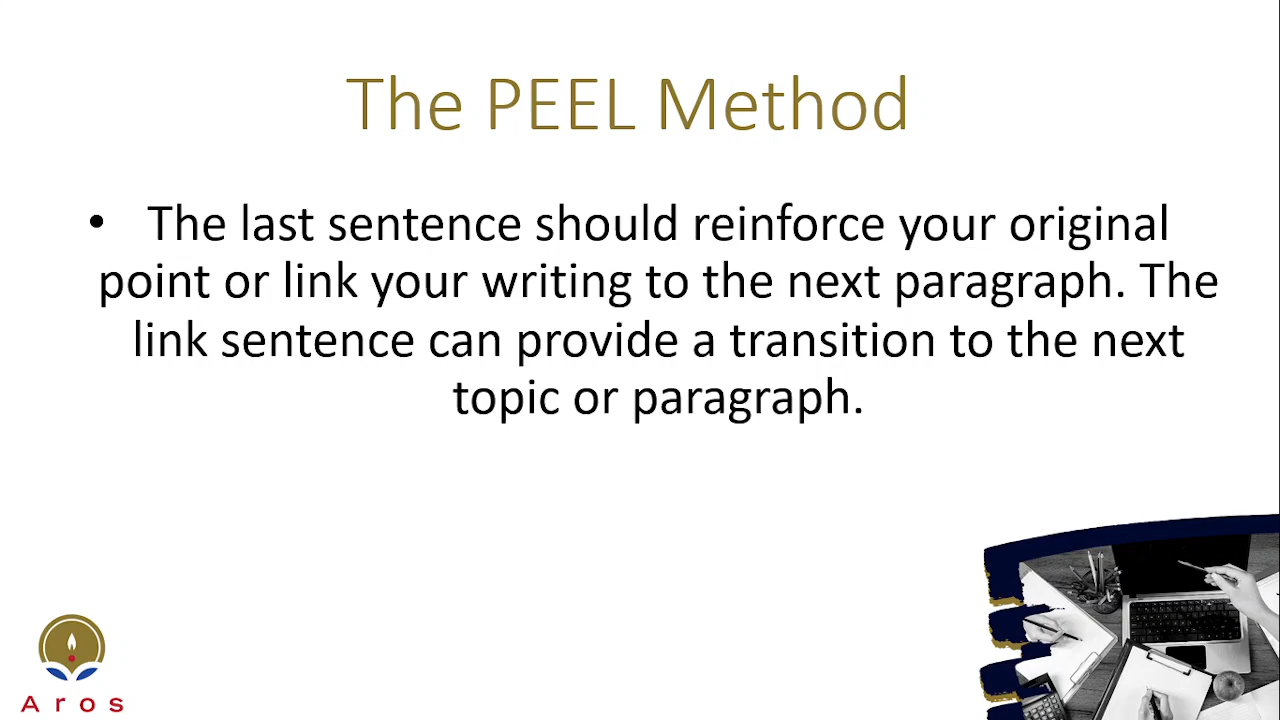 The PEEL Method
• The last sentence should reinforce your original
point or link your writing to the next paragraph. The
link sentence can provide a transition to the next
topic or paragraph.
Aros